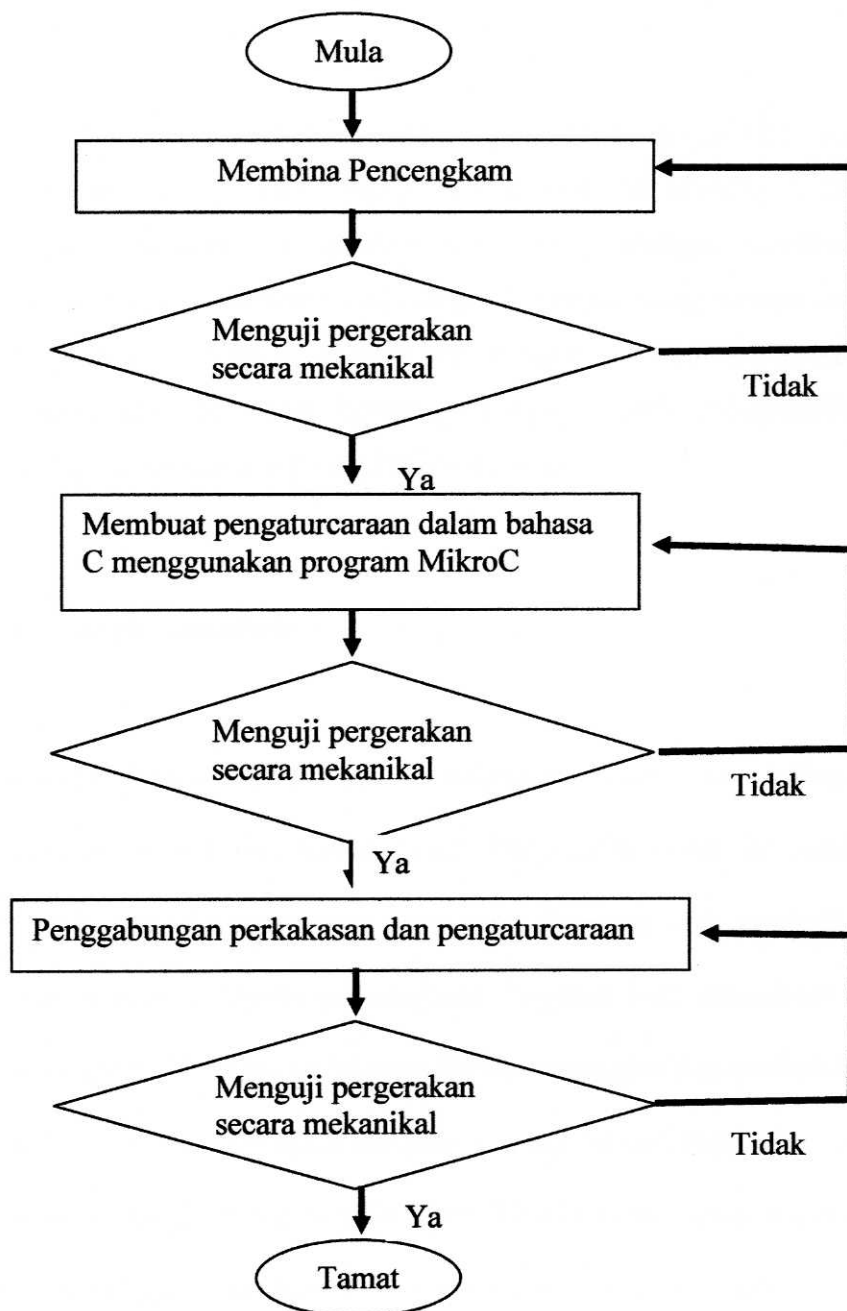 Mula
Membina Pencengkam
Menguji pergerakan
secara mekanikal
Tidak
Ya
Membuat pengaturcaraan dalam bahasa
C menggunakan program MikroC
Menguji pergerakan
secara mekanikal
Tidak
Ya
Penggabungan perkakasan dan pengaturcaraan
Menguji pergerakan
secara mekanikal
Tidak
Ya
Tamat